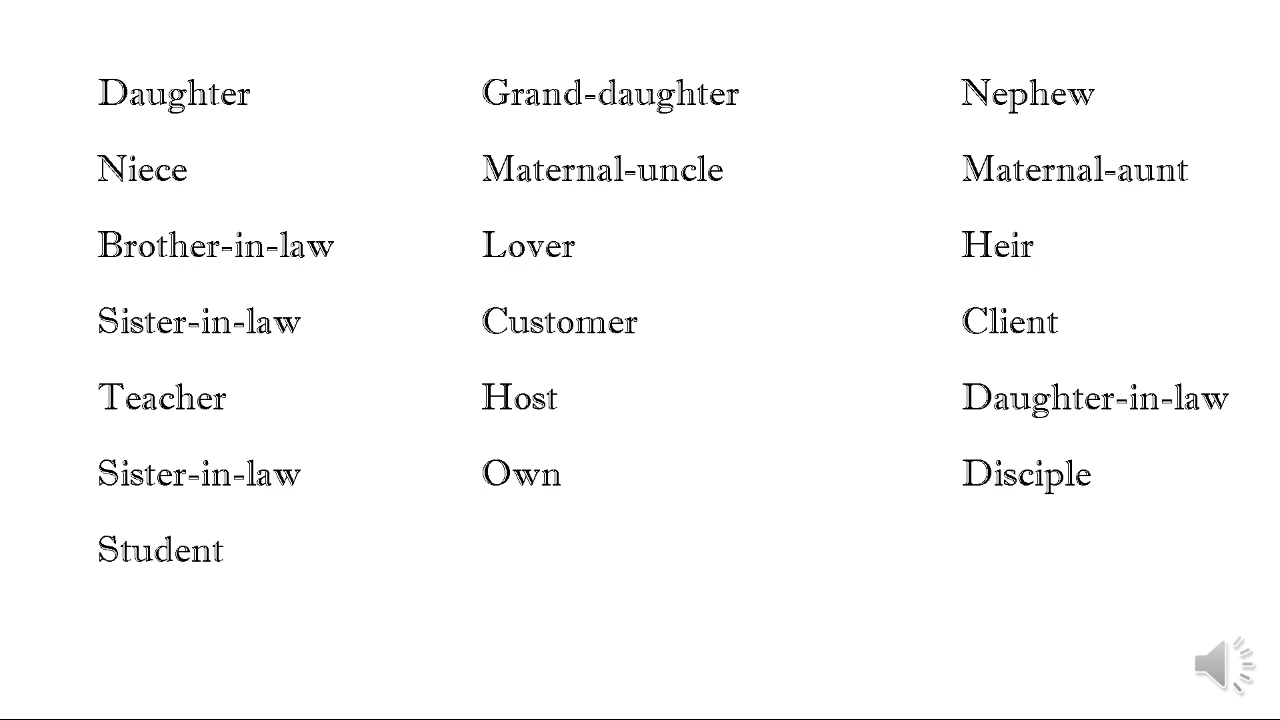 Daughter Grand-daughter Nephew
Niece Maternal-uncle Maternal-aunt
Brother-in-law Lover Heir
Sister-in-law Customer Client
Teacher Host Daughter-in-law
Sister-in-law Own Disciple
Student